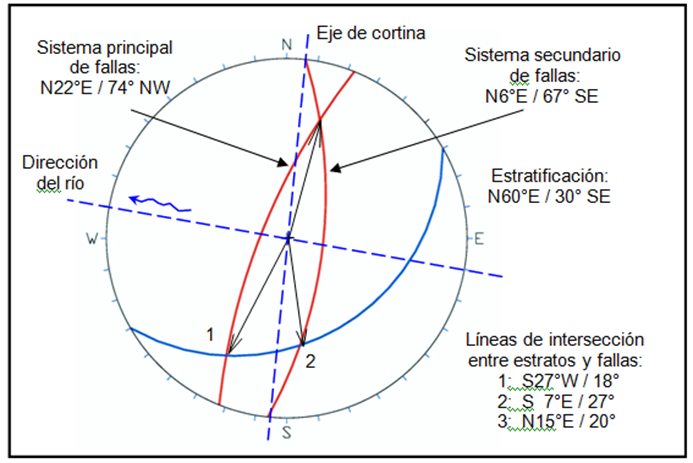 Eje de cortina
Sistema principal
de fallas:
N22°E / 74° NW
Sistema secundario
de fallas:
N6°E / 67° SE
N
Dirección
del río
Estratificación:
N60°E / 30° SE
W
E
1
2
S
Líneas de intersección
entre estratos y fallas:
1: S27°W / 18°
2: S 7°E / 27°
3: N15°E / 20°